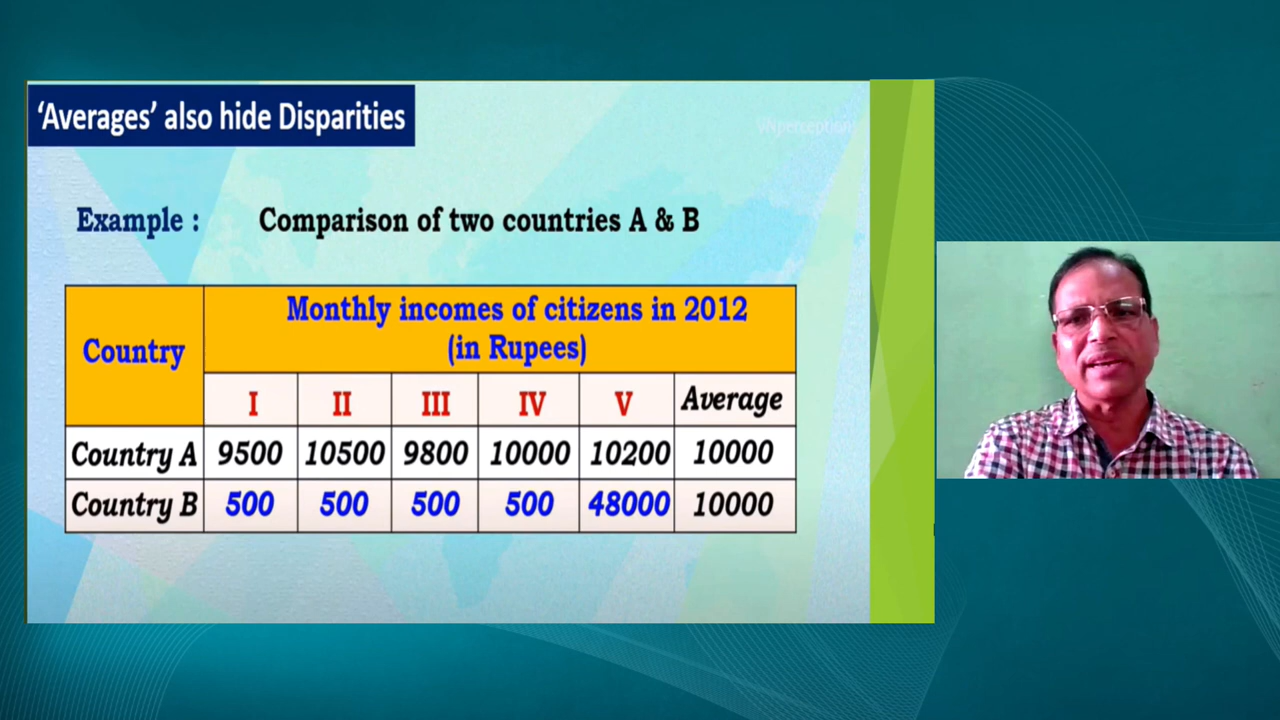 ‘Averages’ also hide Disparities
VNperception
Example : Comparison of two countries A & B
Country
Monthly incomes of citizens in 2012
(in Rupees)
I II III IV V Average
Country A 9500 10500 9800 10000 10200 10000
Country B 500 500 500 500 48000 10000